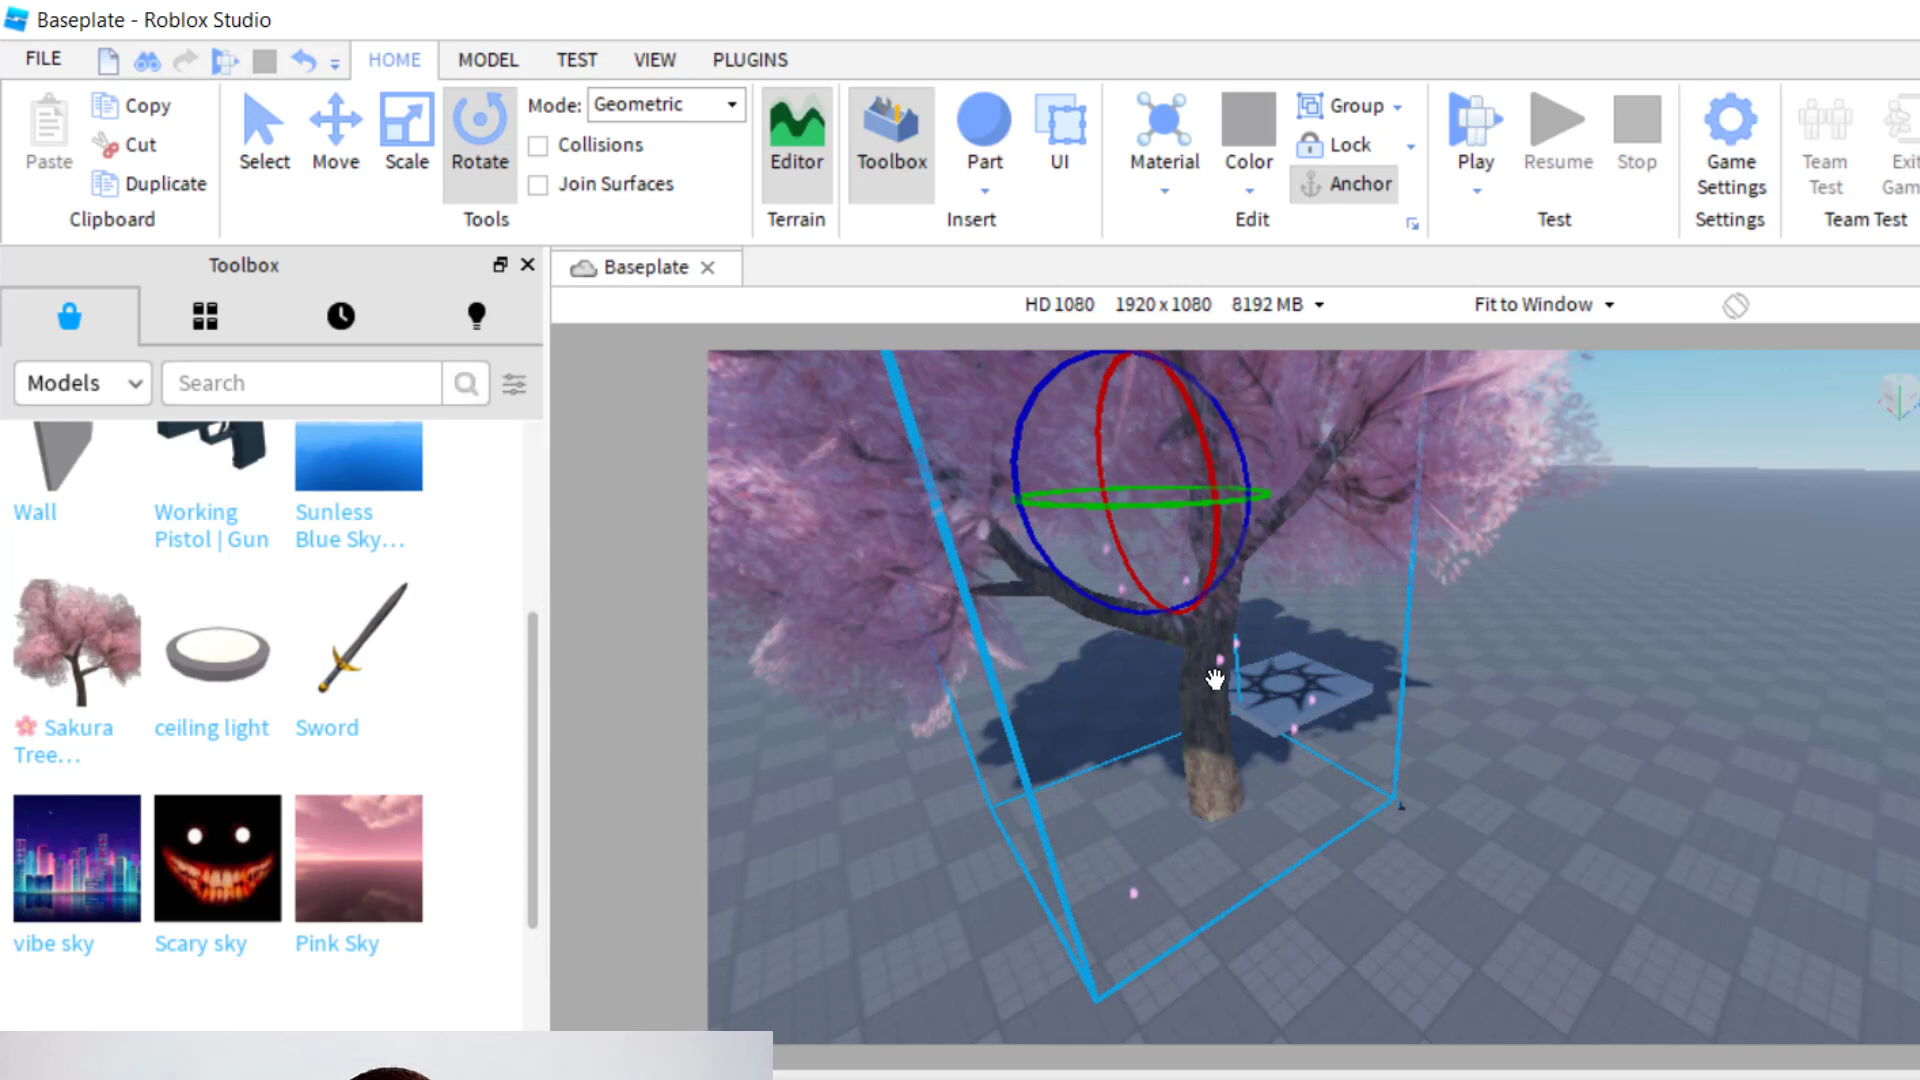 Baseplate - Roblox Studio
FILE
HOME
MODEL
TEST
VIEW
PLUGINS
Paste
Copy
Cut
Duplicate
Clipboard
Select
Move
Scale
Rotate
Mode:
Geometric
Collisions
Join Surfaces
Tools
Editor
Terrain
Toolbox
Part
UI
Insert
Material
Color
Group
Lock
Anchor
Edit
Play
Resume
Stop
Test
Game
Settings
Settings
Team
Test
Exit
Gam
Team Test
Toolbox
Baseplate
HD 1080 1920 x 1080 8192 MB
Fit to Window
Models
Search
Wall
Working
Pistol | Gun
Sunless
Blue Sky...
Sakura
Tree...
ceiling light
Sword
vibe sky
Scary sky
Pink Sky